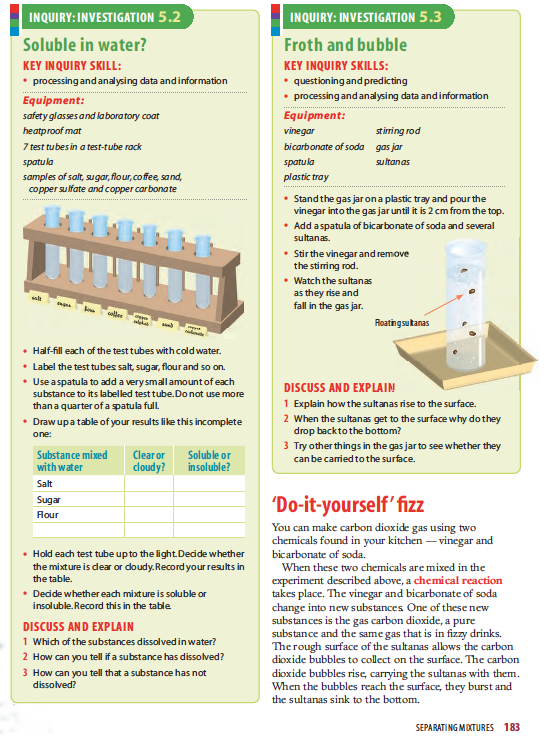 INQUIRY: INVESTIGATION 5.2
Soluble in water?
KEY INQUIRY SKILL:
• processing and analysing data and information
Equipment:
safety glasses and laboratory coat
heatproof mat
7 test tubes in a test-tube rack
spatula
samples of salt, sugar, flour, coffee, sand,
copper sulfate and copper carbonate
salt
sugar
flour
coffee
copper sulfate
sand
copper carbonate
• Half-fill each of the test tubes with cold water.
• Label the test tubes salt, sugar, flour and so on.
• Use a spatula to add a very small amount of each
substance to its labelled test tube. Do not use more
than a quarter of a spatula full.
• Draw up a table of your results like this incomplete
one:
Substance mixed with water | Clear or cloudy? | Soluble or insoluble?
Salt
Sugar
Flour
• Hold each test tube up to the light. Decide whether
the mixture is clear or cloudy. Record your results in
the table.
• Decide whether each mixture is soluble or
insoluble. Record this in the table.
DISCUSS AND EXPLAIN
1 Which of the substances dissolved in water?
2 How can you tell if a substance has dissolved?
3 How can you tell that a substance has not
dissolved?
INQUIRY: INVESTIGATION 5.3
Froth and bubble
KEY INQUIRY SKILLS:
• questioning and predicting
• processing and analysing data and information
Equipment:
vinegar stirring rod
bicarbonate of soda gas jar
spatula sultanas
plastic tray
• Stand the gas jar on a plastic tray and pour the
vinegar into the gas jar until it is 2 cm from the top.
• Add a spatula of bicarbonate of soda and several
sultanas.
• Stir the vinegar and remove
the stirring rod.
• Watch the sultanas
as they rise and
fall in the gas jar.
Floating sultanas
DISCUSS AND EXPLAIN
1 Explain how the sultanas rise to the surface.
2 When the sultanas get to the surface why do they
drop back to the bottom?
3 Try other things in the gas jar to see whether they
can be carried to the surface.
'Do-it-yourself' fizz
You can make carbon dioxide gas using two
chemicals found in your kitchen — vinegar and
bicarbonate of soda.
When these two chemicals are mixed in the
experiment described above, a chemical reaction
takes place. The vinegar and bicarbonate of soda
change into new substances. One of these new
substances is the gas carbon dioxide, a pure
substance and the same gas that is in fizzy drinks.
The rough surface of the sultanas allows the carbon
dioxide bubbles to collect on the surface. The carbon
dioxide bubbles rise, carrying the sultanas with them.
When the bubbles reach the surface, they burst and
the sultanas sink to the bottom.
SEPARATING MIXTURES 183